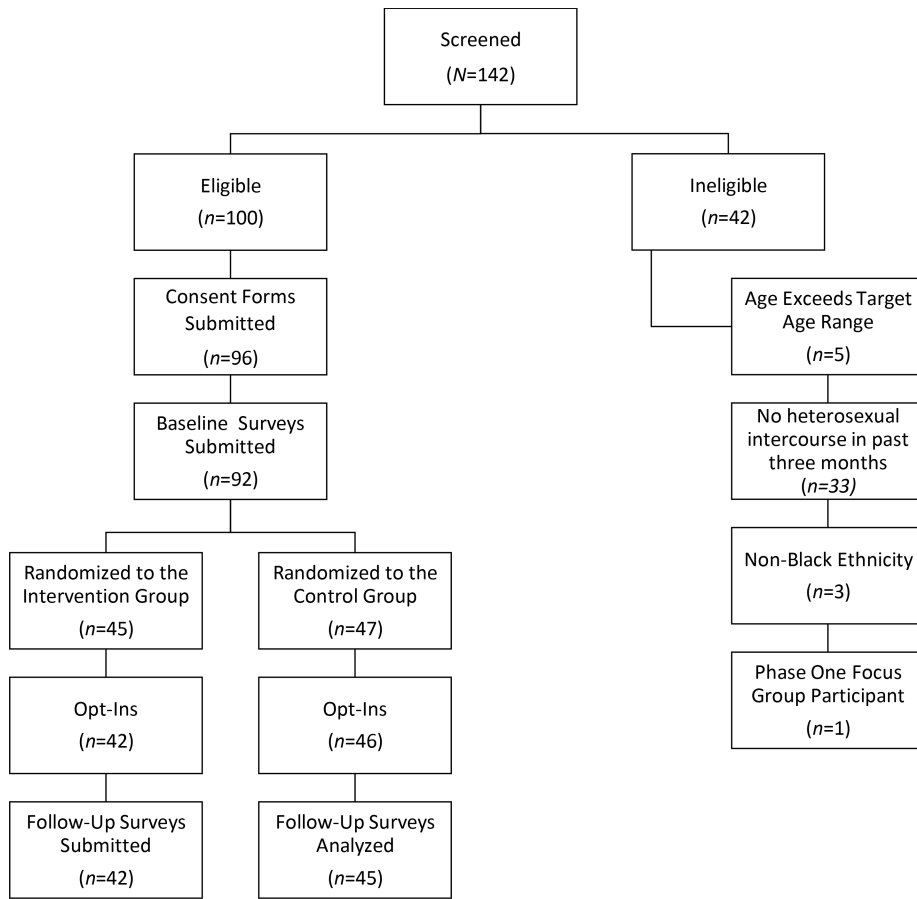 Screened
(N=142)
Eligible
(n=100)
Ineligible
(n=42)
Consent Forms
Submitted
(n=96)
Age Exceeds Target
Age Range
(n=5)
Baseline Surveys
Submitted
(n=92)
No heterosexual
intercourse in past
three months
(n=33)
Randomized to the
Intervention Group
(n=45)
Randomized to the
Control Group
(n=47)
Non-Black Ethnicity
(n=3)
Opt-Ins
(n=42)
Opt-Ins
(n=46)
Phase One Focus
Group Participant
(n=1)
Follow-Up Surveys
Submitted
(n=42)
Follow-Up Surveys
Analyzed
(n=45)